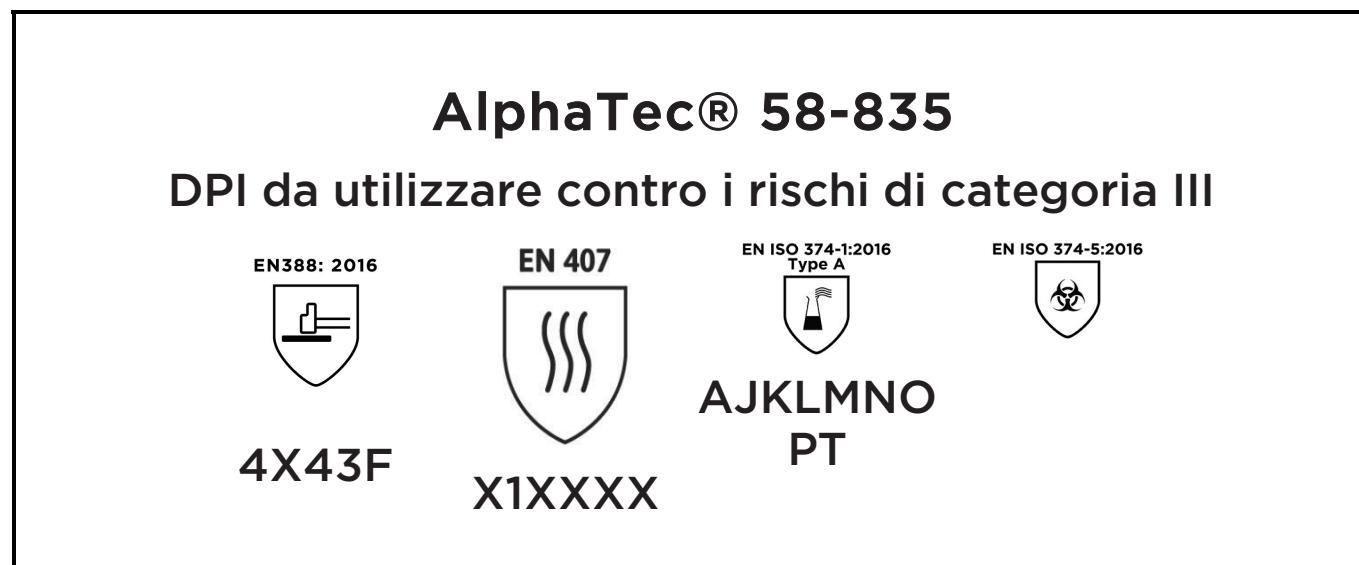 AlphaTec® 58-835
DPI da utilizzare contro i rischi di categoria III
EN388: 2016
4X43F
EN 407
X1XXXX
EN ISO 374-1:2016
Type A
AJKLMNO
PT
EN ISO 374-5:2016